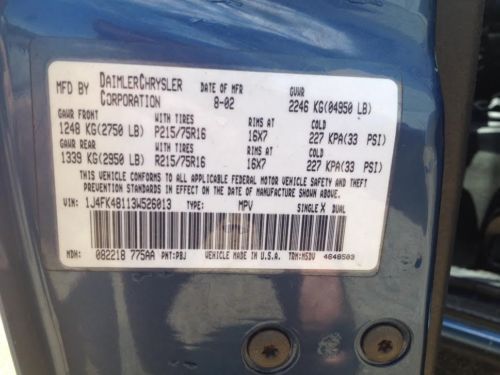 MFD BY DAIMLERCHRYSLER CORPORATION DATE OF MFR 8-02 GVWR 2246 KG(04950 LB)
GAWR FRONT WITH TIRES RIMS AT COLD
1248 KG(2750 LB) P215/75R16 16X7 227 KPA(33 PSI)
GAWR REAR WITH TIRES RIMS AT COLD
1339 KG(2950 LB) R215/75R16 16X7 227 KPA(33 PSI)
THIS VEHICLE CONFORMS TO ALL APPLICABLE FEDERAL MOTOR VEHICLE SAFETY AND THEFT
PREVENTION STANDARDS IN EFFECT ON THE DATE OF MANUFACTURE SHOWN ABOVE.
VIN: 1J4FK48113W526013 TYPE: MPV SINGLE X DUAL
MDH: 082218 775AA PNT:PBJ VEHICLE MADE IN U.S.A. TRM:MSDV 4648503